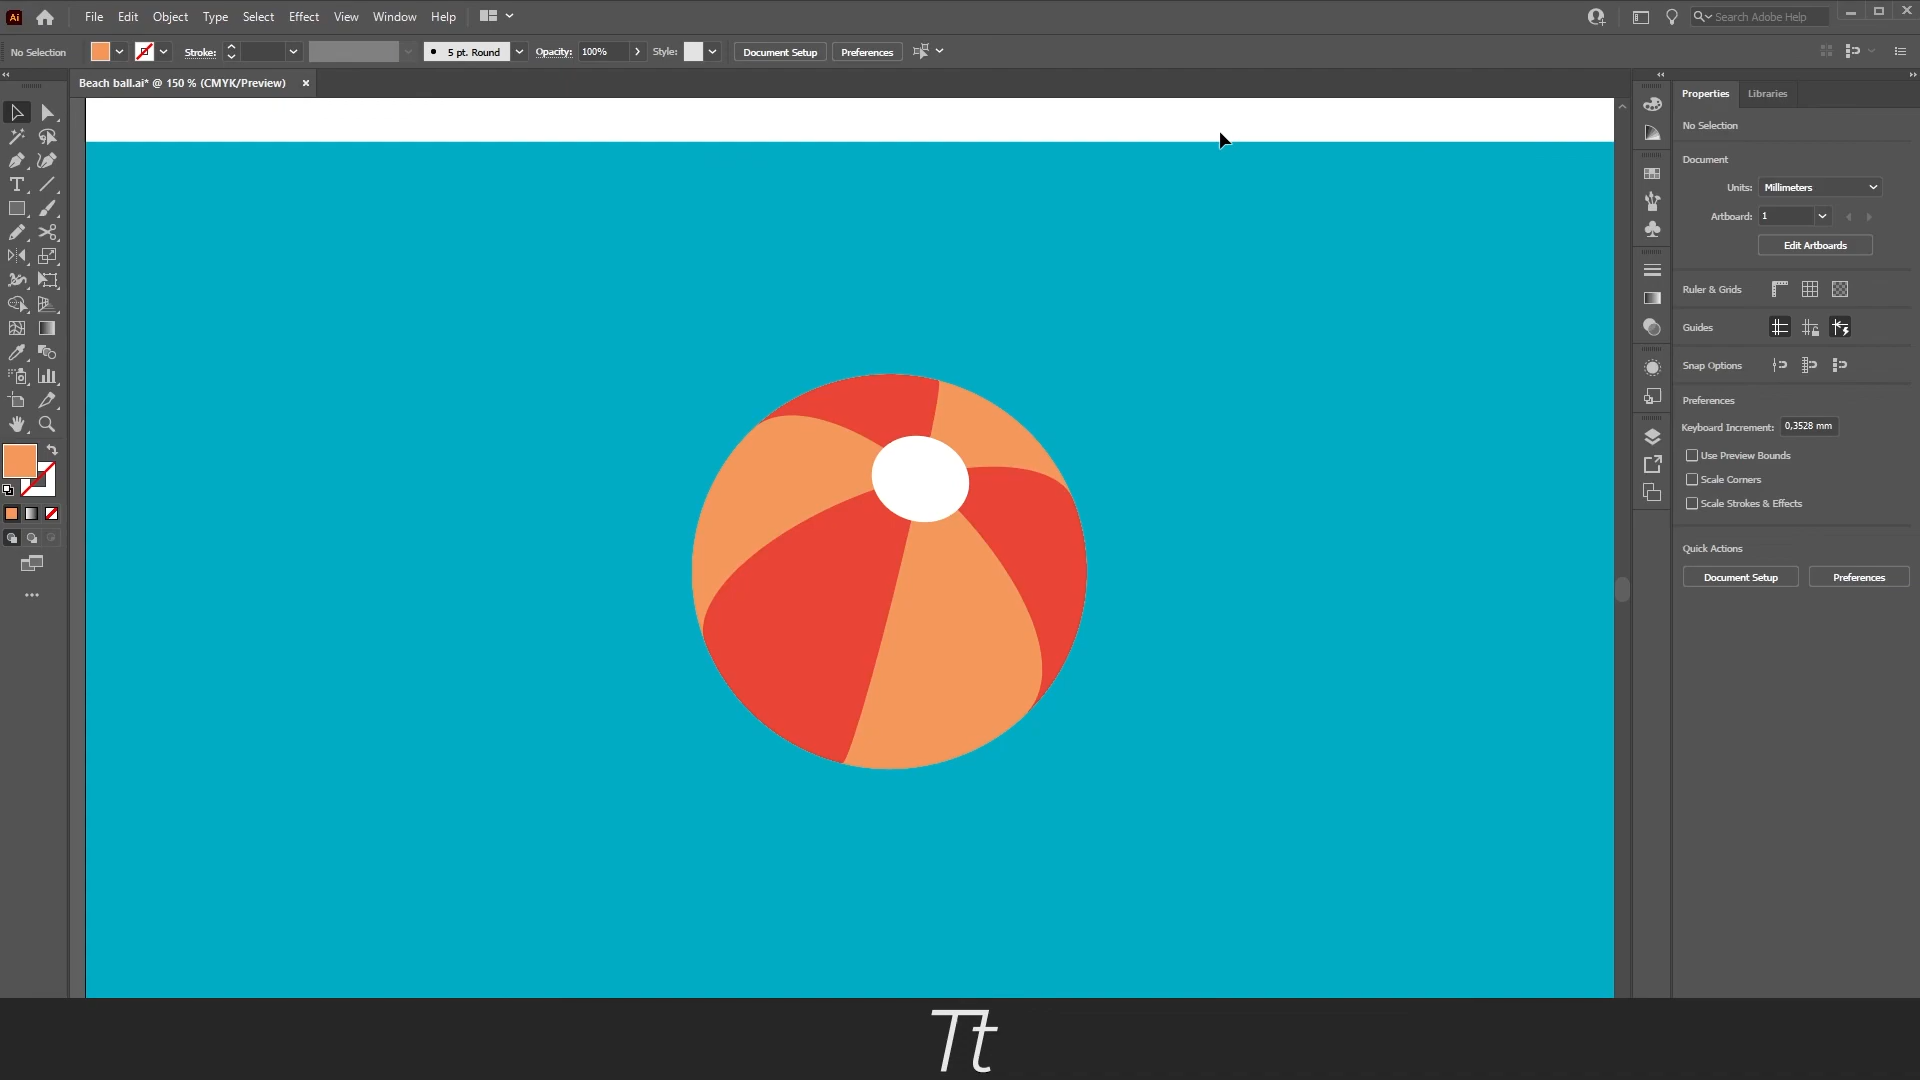 Ai File Edit Object Type Select Effect View Window Help Search Adobe Help
No Selection Stroke: 5 pt. Round Opacity: 100% Style: Document Setup Preferences
Beach ball.ai* @ 150 % (CMYK/Preview)
Properties Libraries
No Selection
Document
Units: Millimeters
Artboard: 1
Edit Artboards
Ruler & Grids
Guides
Snap Options
Preferences
Keyboard Increment: 0,3528 mm
Use Preview Bounds
Scale Corners
Scale Strokes & Effects
Quick Actions
Document Setup Preferences
Tt